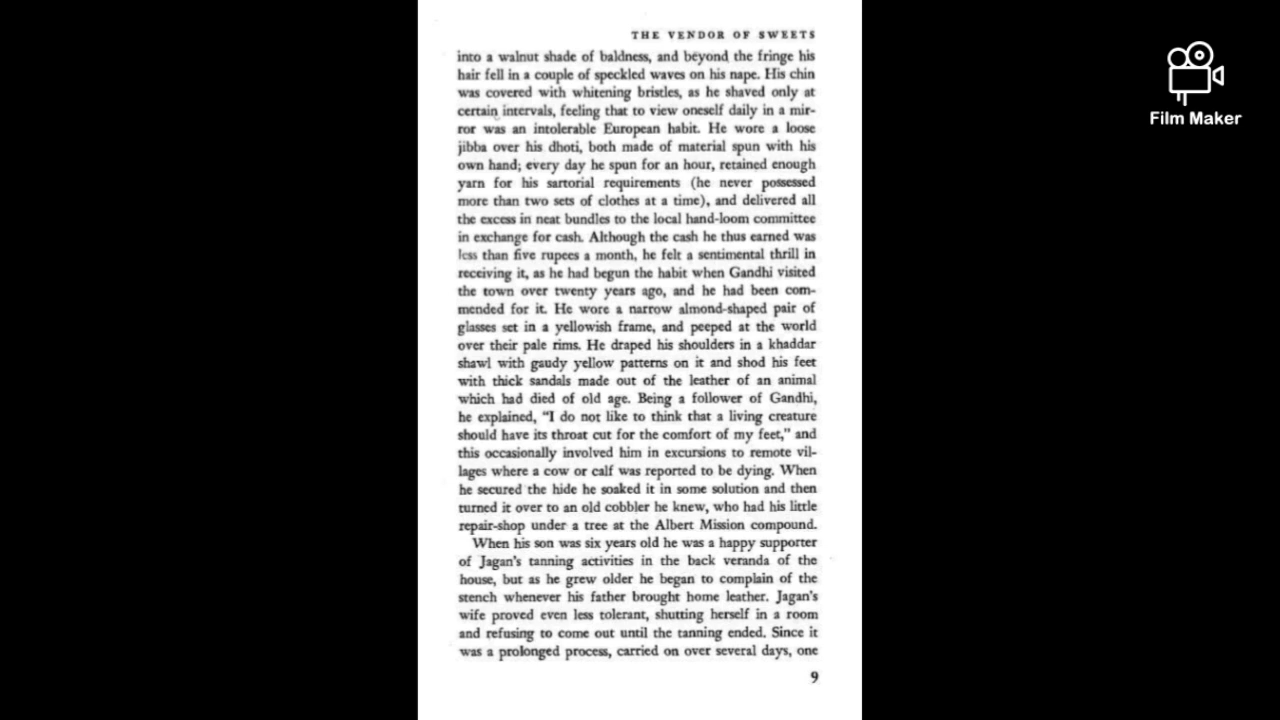 THE VENDOR OF SWEETS
into a walnut shade of baldness, and beyond the fringe his
hair fell in a couple of speckled waves on his nape. His chin
was covered with whitening bristles, as he shaved only at
certain intervals, feeling that to view oneself daily in a mir-
ror was an intolerable European habit. He wore a loose
jibba over his dhoti, both made of material spun with his
own hand; every day he spun for an hour, retained enough
yarn for his sartorial requirements (he never possessed
more than two sets of clothes at a time), and delivered all
the excess in neat bundles to the local hand-loom committee
in exchange for cash. Although the cash he thus earned was
less than five rupees a month, he felt a sentimental thrill in
receiving it, as he had begun the habit when Gandhi visited
the town over twenty years ago, and he had been com-
mended for it. He wore a narrow almond-shaped pair of
glasses set in a yellowish frame, and peeped at the world
over their pale rims. He draped his shoulders in a khaddar
shawl with gaudy yellow patterns on it and shod his feet
with thick sandals made out of the leather of an animal
which had died of old age. Being a follower of Gandhi,
he explained, "I do not like to think that a living creature
should have its throat cut for the comfort of my feet," and
this occasionally involved him in excursions to remote vil-
lages where a cow or calf was reported to be dying. When
he secured the hide he soaked it in some solution and then
turned it over to an old cobbler he knew, who had his little
repair-shop under a tree at the Albert Mission compound.
When his son was six years old he was a happy supporter
of Jagan's tanning activities in the back veranda of the
house, but as he grew older he began to complain of the
stench whenever his father brought home leather. Jagan's
wife proved even less tolerant, shutting herself in a room
and refusing to come out until the tanning ended. Since it
was a prolonged process, carried on over several days, one
9
Film Maker